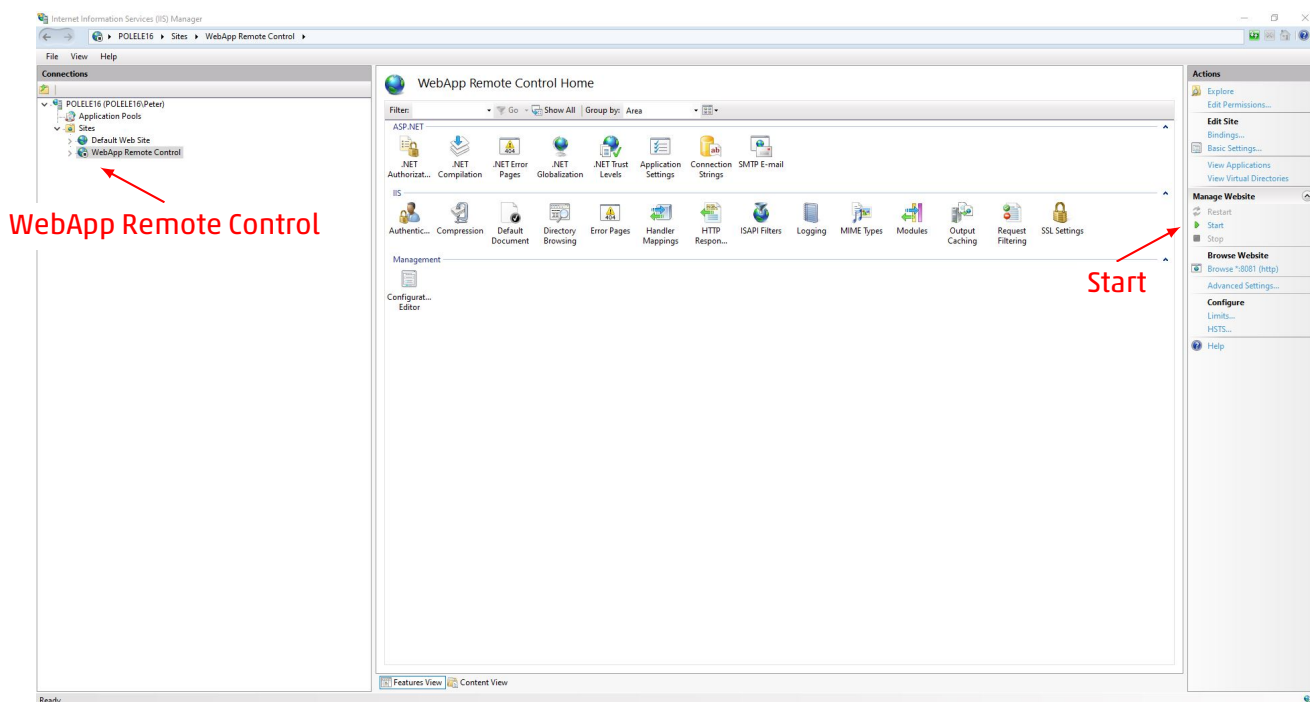 Internet Information Services (IIS) Manager
POLELE16 Sites WebApp Remote Control
File View Help
Connections
POLELE16 (POLELE16\Peter)
Application Pools
Sites
Default Web Site
WebApp Remote Control
WebApp Remote Control
WebApp Remote Control Home
Filter: Go Show All Group by: Area
ASP.NET
.NET Authorizat...
.NET Compilation
.NET Error Pages
.NET Globalization
.NET Trust Levels
Application Settings
Connection Strings
SMTP E-mail
IIS
Authentic...
Compression
Default Document
Directory Browsing
Error Pages
Handler Mappings
HTTP Respon...
ISAPI Filters
Logging
MIME Types
Modules
Output Caching
Request Filtering
SSL Settings
Management
Configurat... Editor
Start
Features View Content View
Actions
Explore
Edit Permissions...
Edit Site
Bindings...
Basic Settings...
View Applications
View Virtual Directories
Manage Website
Restart
Start
Stop
Browse Website
Browse *:8081 (http)
Advanced Settings...
Configure
Limits...
HSTS...
Help
Ready